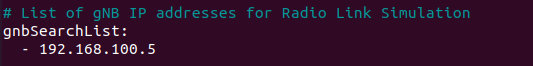 # List of gNB IP addresses for Radio Link Simulation
gnbSearchList:
  - 192.168.100.5